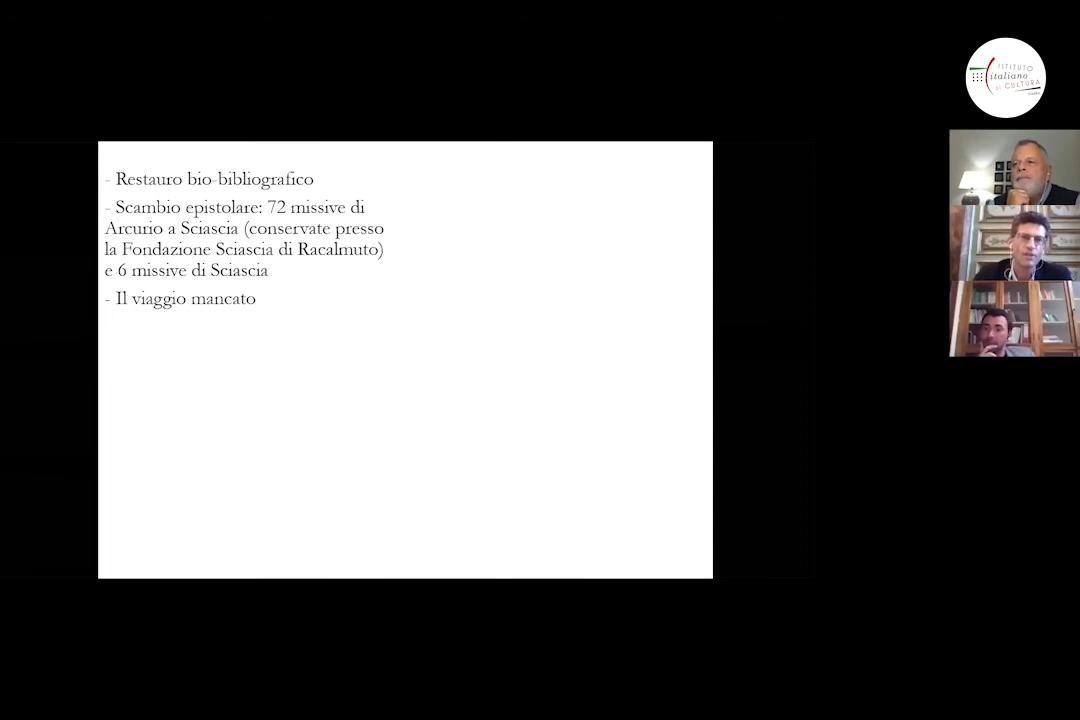 - Restauro bio-bibliografico
- Scambio epistolare: 72 missive di
Arcurio a Sciascia (conservate presso
la Fondazione Sciascia di Racalmuto)
e 6 missive di Sciascia
- Il viaggio mancato
ISTITUTO
italiano
DI CULTURA